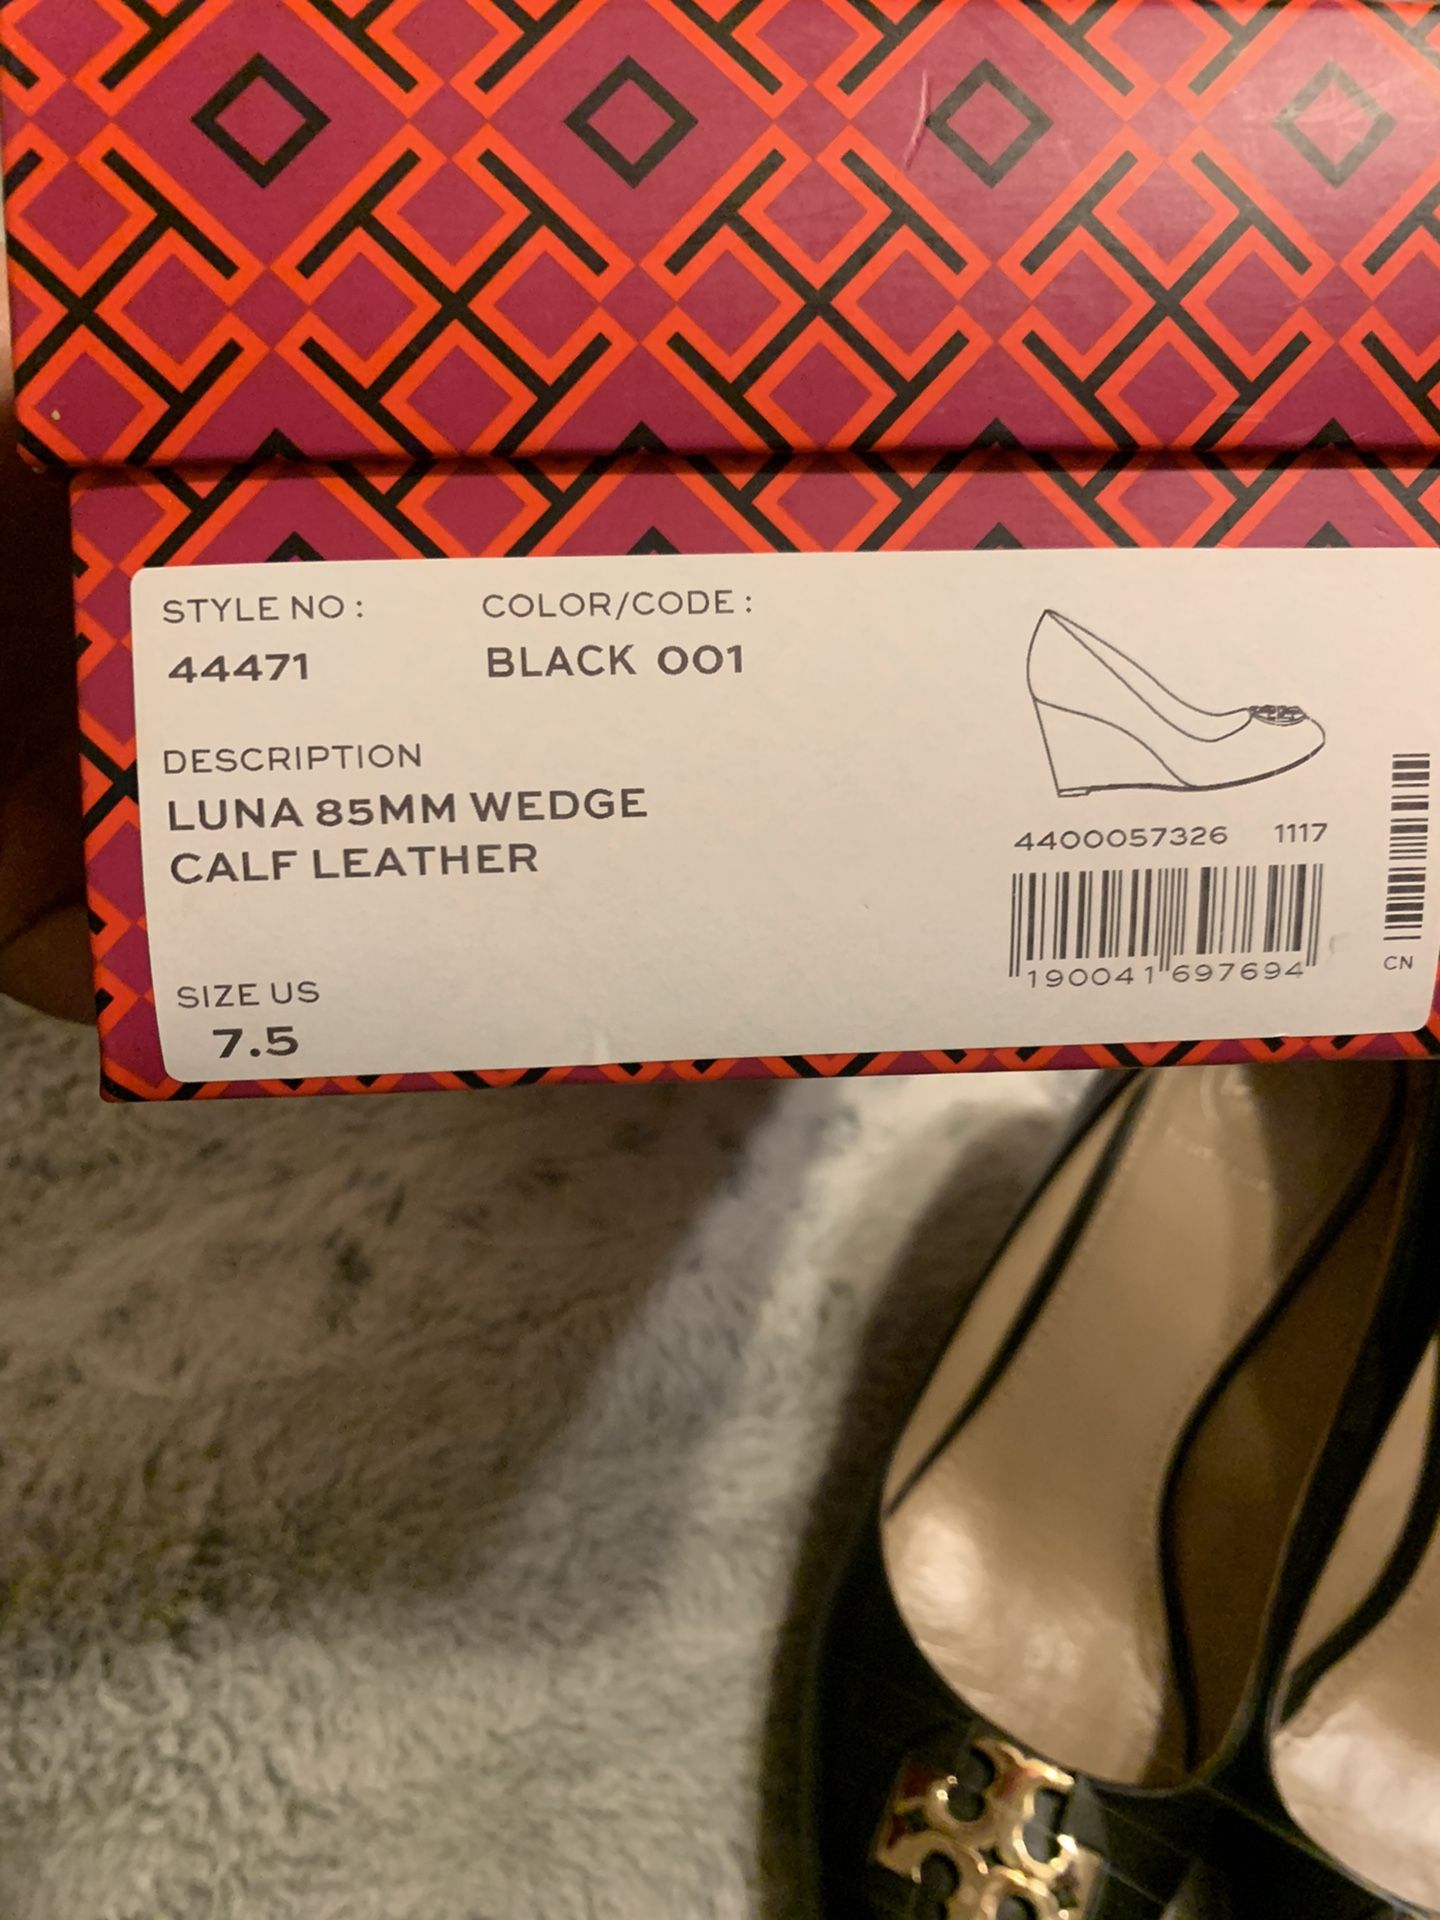 STYLE NO : COLOR/CODE :
44471 BLACK 001
DESCRIPTION
LUNA 85MM WEDGE
CALF LEATHER
4400057326 1117
190041 697694
CN
SIZE US
7.5